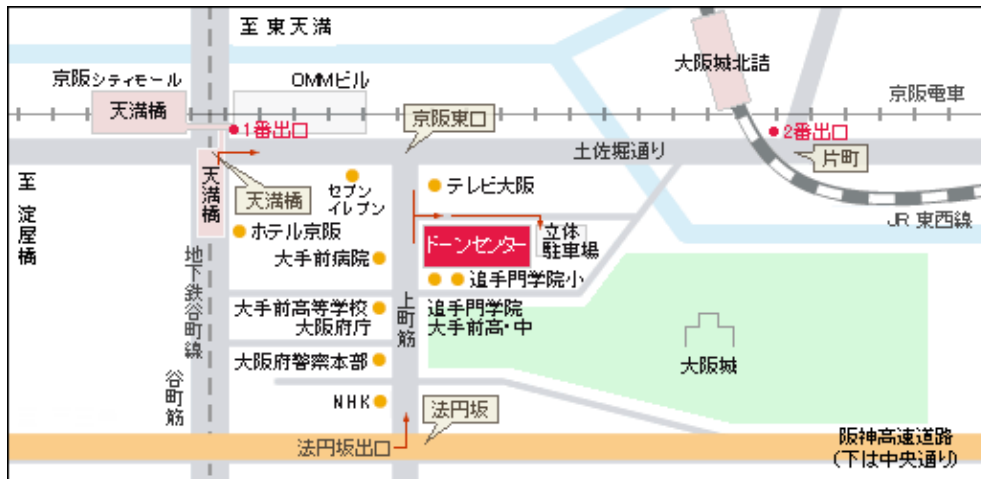 至 東天満
京阪シティモール
OMMビル
大阪城北詰
京阪電車
天満橋
1番出口
京阪東口
2番出口
土佐堀通り
片町
至 淀屋橋
天満橋
天満橋
セブン
イレブン
テレビ大阪
JR 東西線
ホテル京阪
ドーンセンター
立体
駐車場
大手前病院
追手門学院小
地下鉄谷町線
大手前高等学校
大阪府庁
上町筋
追手門学院
大手前高・中
大阪城
大阪府警察本部
谷町筋
NHK
法円坂
法円坂出口
阪神高速道路
(下は中央通り)